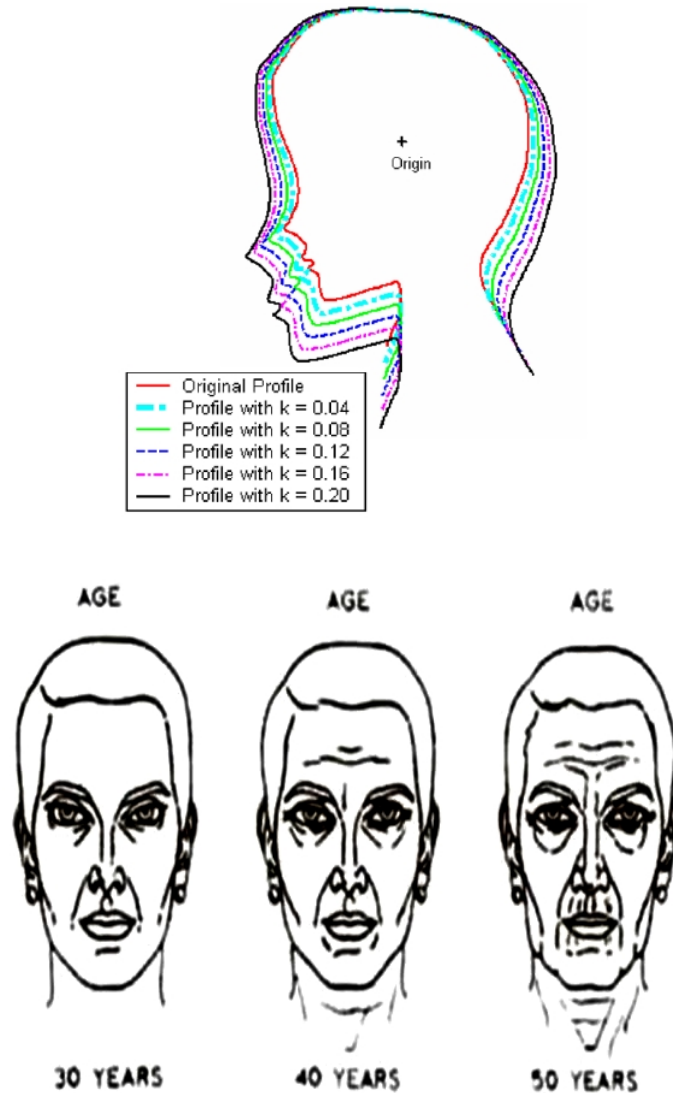 +
Origin
Original Profile
Profile with k = 0.04
Profile with k = 0.08
Profile with k = 0.12
Profile with k = 0.16
Profile with k = 0.20
AGE AGE AGE
30 YEARS 40 YEARS 50 YEARS